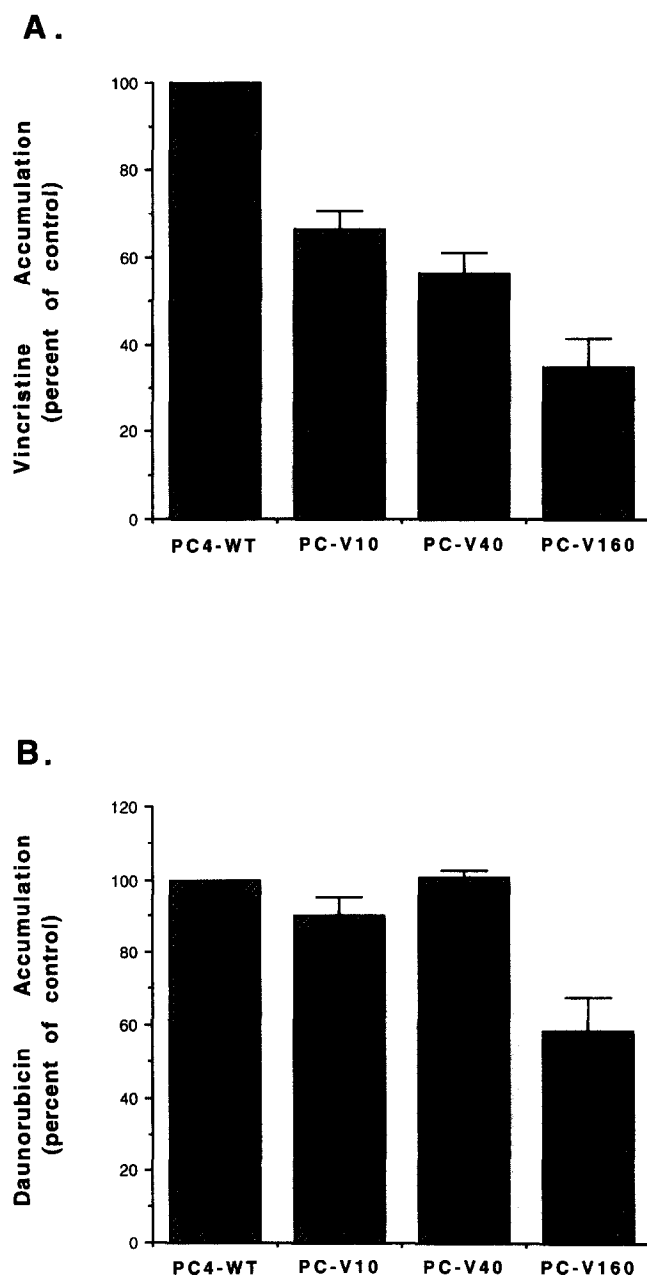 A.
Vincristine Accumulation
(percent of control)
100
80
60
40
20
0
PC4-WT PC-V10 PC-V40 PC-V160
B.
Daunorubicin Accumulation
(percent of control)
120
100
80
60
40
20
0
PC4-WT PC-V10 PC-V40 PC-V160